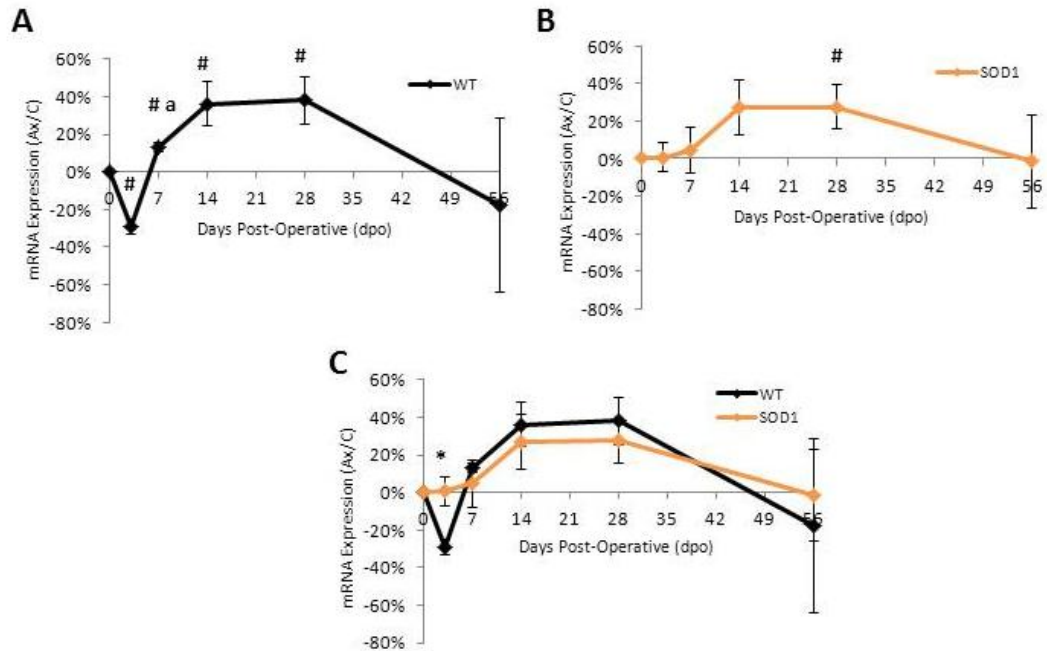 A
mRNA Expression (Ax/C)
60%
40%
20%
0%
-20%
-40%
-60%
-80%
#
# a
#
#
WT
0 7 14 21 28 35 42 49 56
Days Post-Operative (dpo)
B
mRNA Expression (Ax/C)
60%
40%
20%
0%
-20%
-40%
-60%
-80%
#
SOD1
0 7 14 21 28 35 42 49 56
Days Post-Operative (dpo)
C
mRNA Expression (Ax/C)
60%
40%
20%
0%
-20%
-40%
-60%
-80%
*
WT
SOD1
0 7 14 21 28 35 42 49 56
Days Post-Operative (dpo)